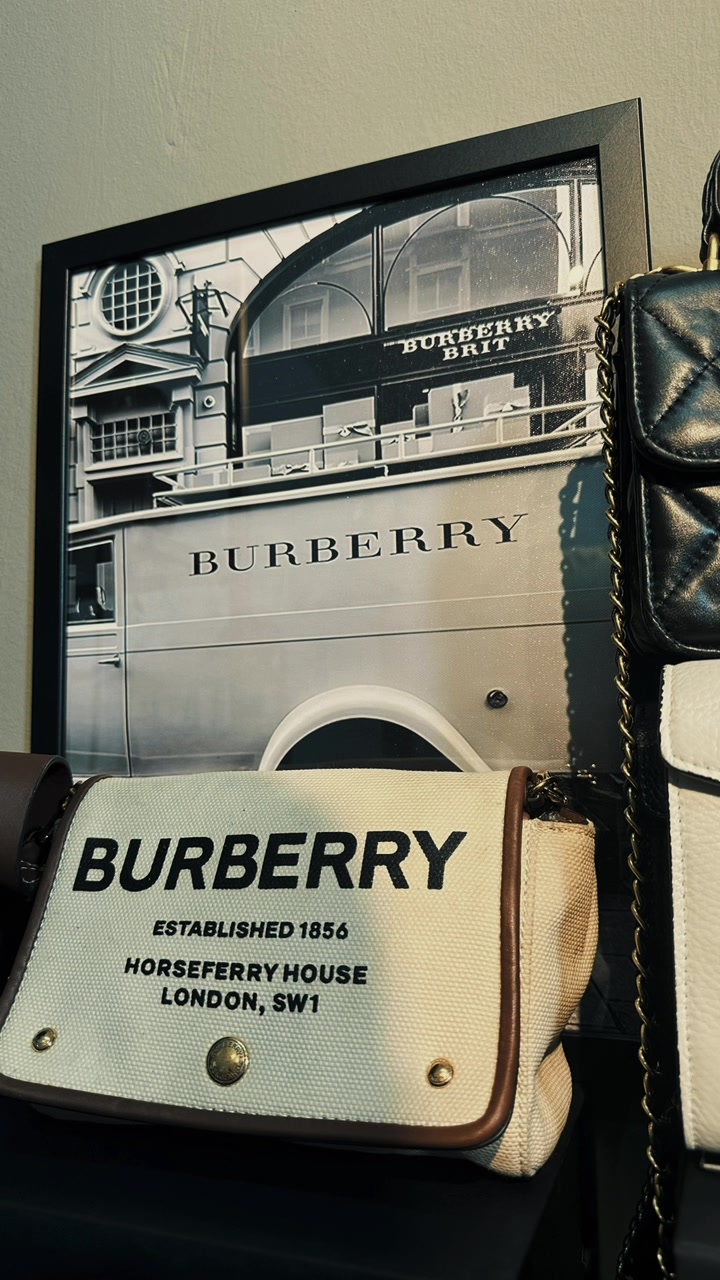 BURBERRY
BRIT
BURBERRY
BURBERRY
ESTABLISHED 1856
HORSEFERRY HOUSE
LONDON, SW1